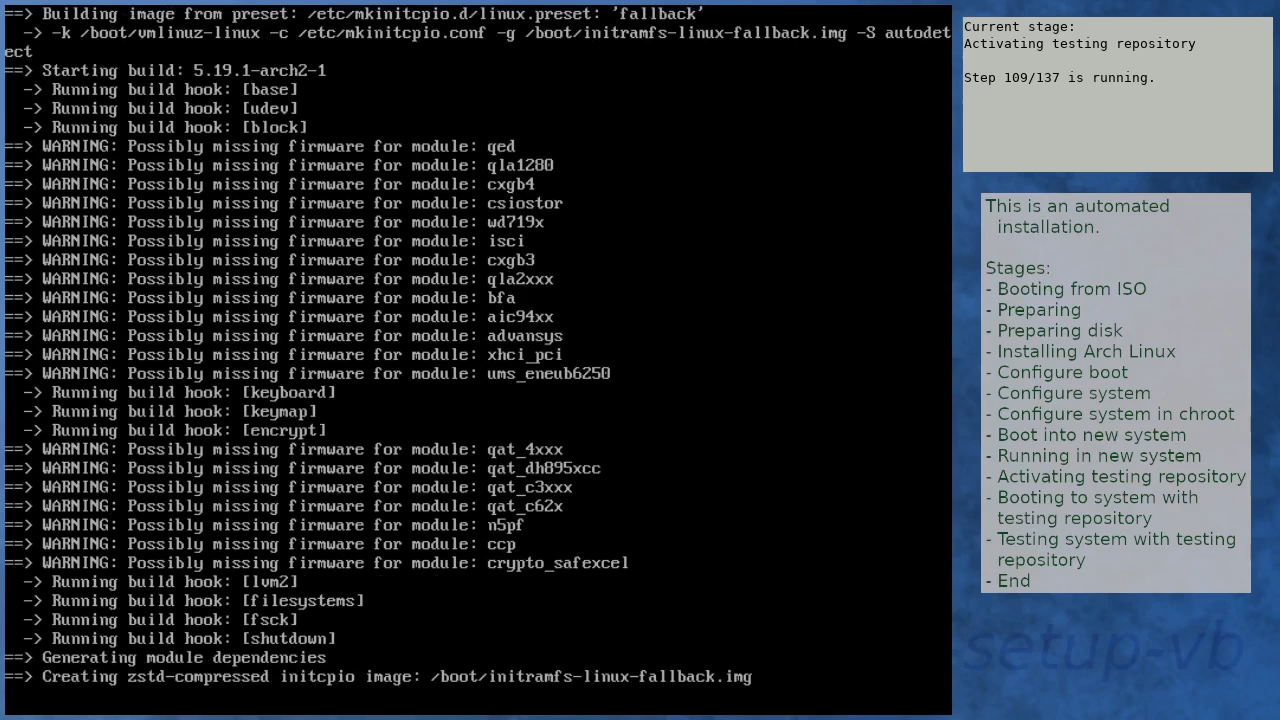 ==> Building image from preset: /etc/mkinitcpio.d/linux.preset: 'fallback'
  -> -k /boot/vmlinuz-linux -c /etc/mkinitcpio.conf -g /boot/initramfs-linux-fallback.img -S autodet
ect
==> Starting build: 5.19.1-arch2-1
  -> Running build hook: [base]
  -> Running build hook: [udev]
  -> Running build hook: [block]
==> WARNING: Possibly missing firmware for module: qed
==> WARNING: Possibly missing firmware for module: qla1280
==> WARNING: Possibly missing firmware for module: cxgb4
==> WARNING: Possibly missing firmware for module: csiostor
==> WARNING: Possibly missing firmware for module: wd719x
==> WARNING: Possibly missing firmware for module: isci
==> WARNING: Possibly missing firmware for module: cxgb3
==> WARNING: Possibly missing firmware for module: qla2xxx
==> WARNING: Possibly missing firmware for module: bfa
==> WARNING: Possibly missing firmware for module: aic94xx
==> WARNING: Possibly missing firmware for module: advansys
==> WARNING: Possibly missing firmware for module: xhci_pci
==> WARNING: Possibly missing firmware for module: ums_eneub6250
  -> Running build hook: [keyboard]
  -> Running build hook: [keymap]
  -> Running build hook: [encrypt]
==> WARNING: Possibly missing firmware for module: qat_4xxx
==> WARNING: Possibly missing firmware for module: qat_dh895xcc
==> WARNING: Possibly missing firmware for module: qat_c3xxx
==> WARNING: Possibly missing firmware for module: qat_c62x
==> WARNING: Possibly missing firmware for module: n5pf
==> WARNING: Possibly missing firmware for module: ccp
==> WARNING: Possibly missing firmware for module: crypto_safexcel
  -> Running build hook: [lvm2]
  -> Running build hook: [filesystems]
  -> Running build hook: [fsck]
  -> Running build hook: [shutdown]
==> Generating module dependencies
==> Creating zstd-compressed initcpio image: /boot/initramfs-linux-fallback.img
Current stage:
Activating testing repository
Step 109/137 is running.
This is an automated
installation.
Stages:
- Booting from ISO
- Preparing
- Preparing disk
- Installing Arch Linux
- Configure boot
- Configure system
- Configure system in chroot
- Boot into new system
- Running in new system
- Activating testing repository
- Booting to system with
testing repository
- Testing system with testing
repository
- End
setup-vb